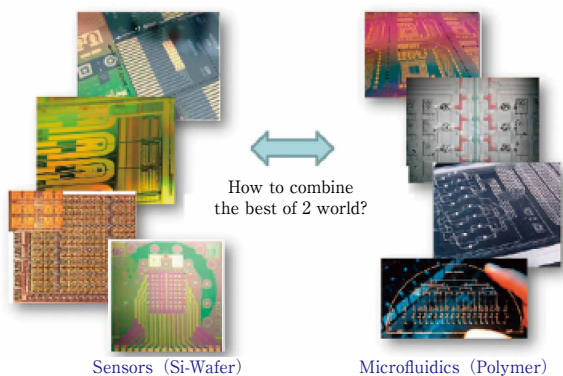 How to combine
the best of 2 world?
Sensors (Si-Wafer)
Microfluidics (Polymer)